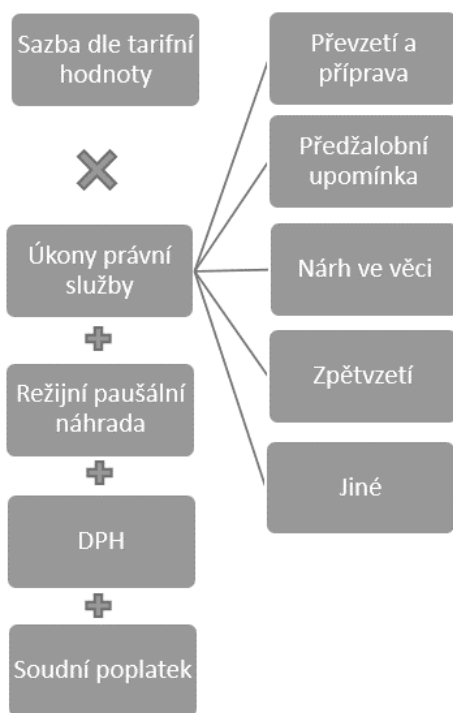 Sazba dle tarifní
hodnoty
Úkony právní
služby
Režijní paušální
náhrada
DPH
Soudní poplatek
Převzetí a
příprava
Předžalobní
upomínka
Nárh ve věci
Zpětvzetí
Jiné